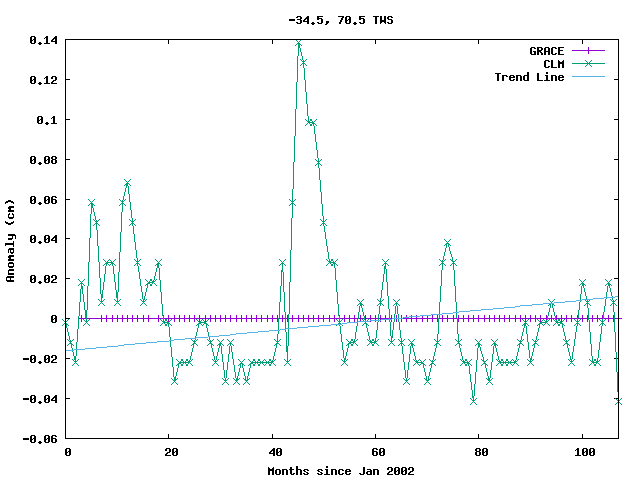 -34.5, 70.5 TWS
GRACE
CLM
Trend Line
0.14
0.12
0.1
0.08
0.06
0.04
0.02
0
-0.02
-0.04
-0.06
Anomaly (cm)
0 20 40 60 80 100
Months since Jan 2002